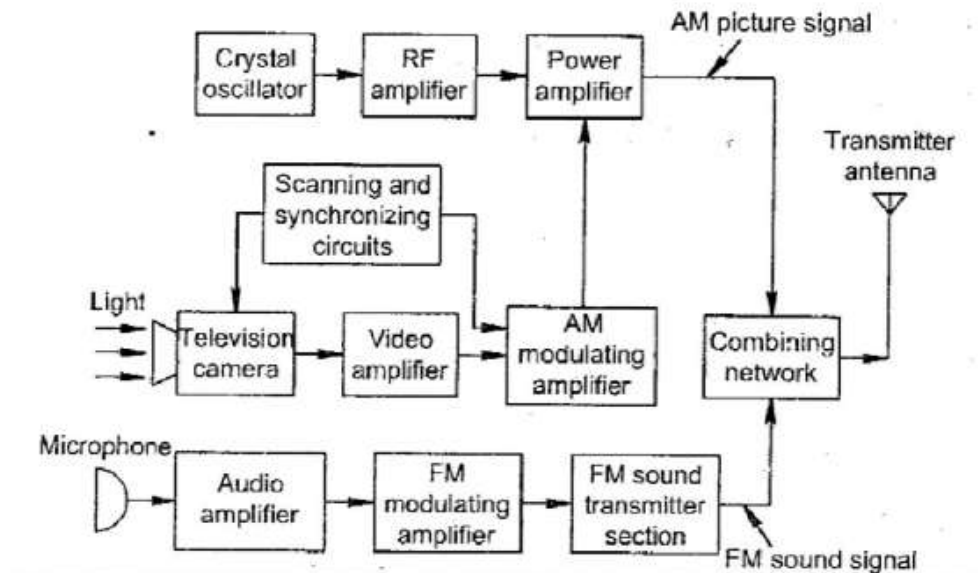 AM picture signal
Crystal
oscillator
RF
amplifier
Power
amplifier
Transmitter
antenna
Scanning and
synchronizing
circuits
Light
Television
camera
Video
amplifier
AM
modulating
amplifier
Combining
network
Microphone
Audio
amplifier
FM
modulating
amplifier
FM sound
transmitter
section
FM sound signal